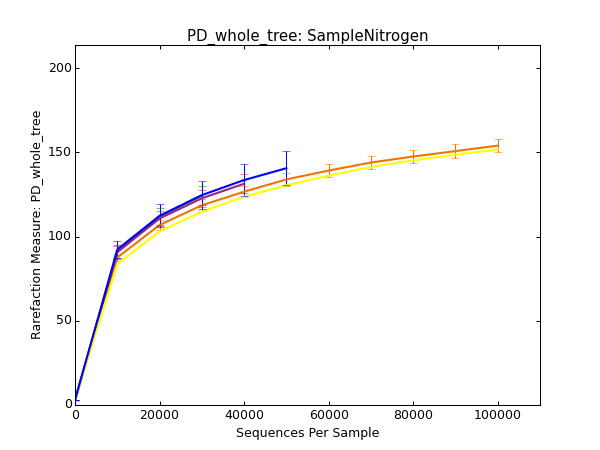 PD_whole_tree: SampleNitrogen
Rarefaction Measure: PD_whole_tree
200
150
100
50
0
0 20000 40000 60000 80000 100000
Sequences Per Sample